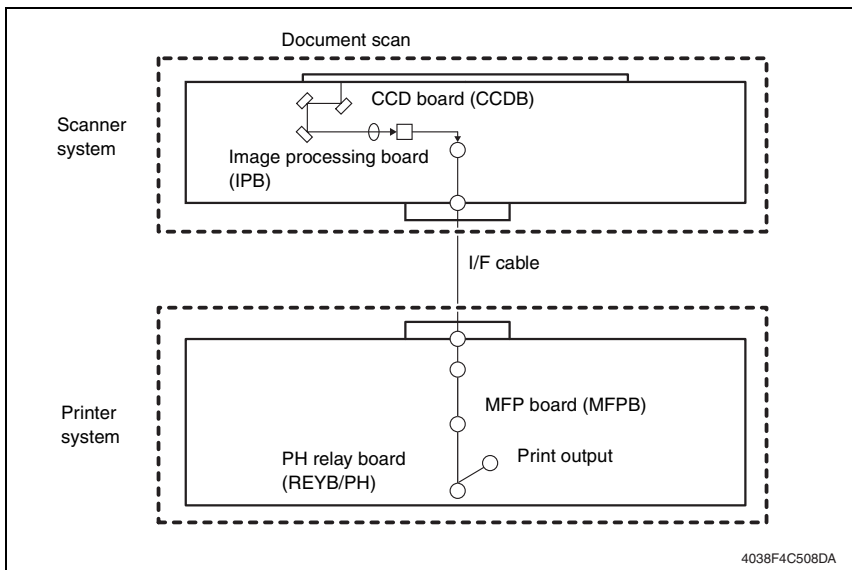 Document scan
CCD board (CCDB)
Scanner
system
Image processing board
(IPB)
I/F cable
MFP board (MFPB)
Printer
system
PH relay board
(REYB/PH)
Print output
4038F4C508DA